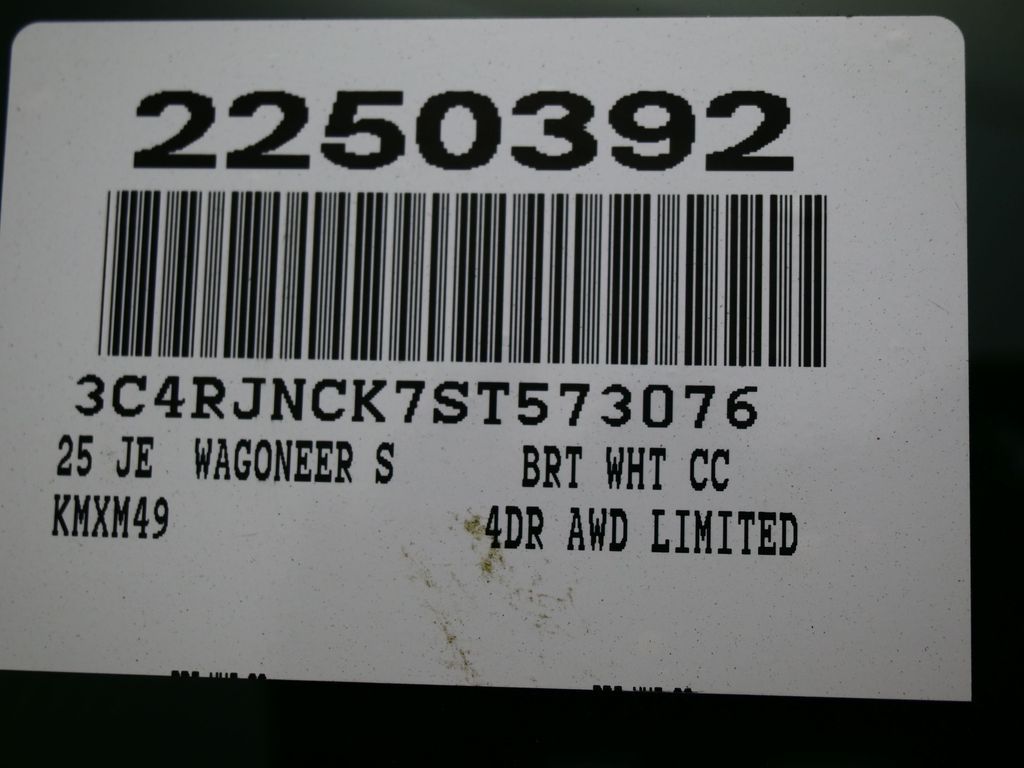 2250392
3C4RJNCK7ST573076
25 JE WAGONEER S BRT WHT CC
KMXM49 4DR AWD LIMITED